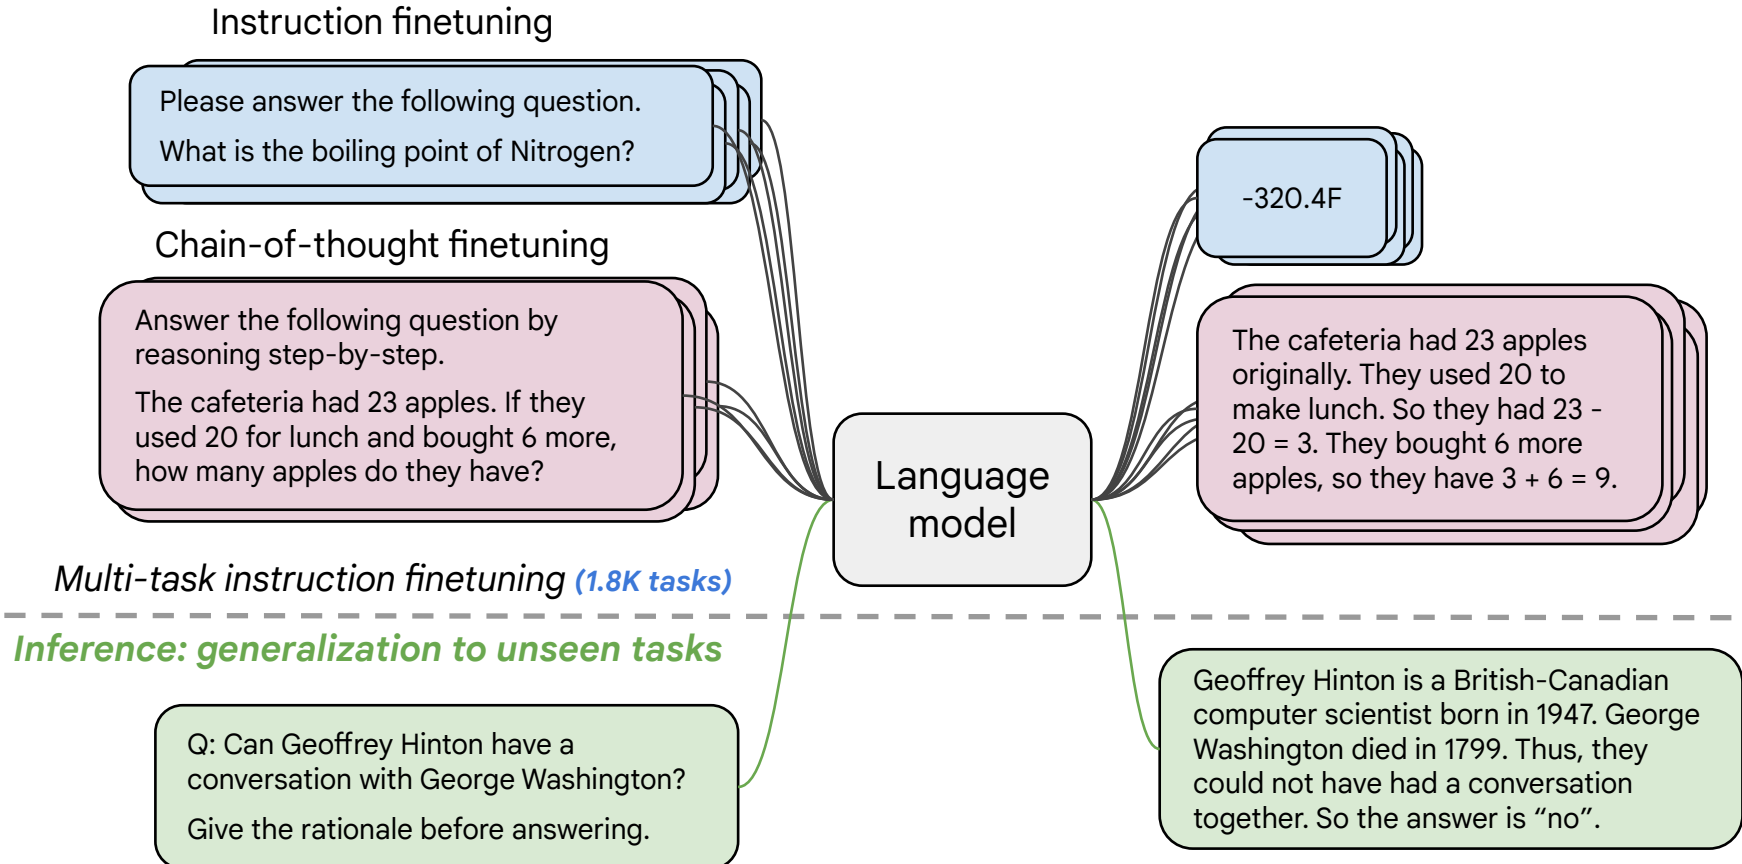 Instruction finetuning
Please answer the following question.
What is the boiling point of Nitrogen?
-320.4F
Chain-of-thought finetuning
Answer the following question by
reasoning step-by-step.
The cafeteria had 23 apples. If they
used 20 for lunch and bought 6 more,
how many apples do they have?
Language
model
The cafeteria had 23 apples
originally. They used 20 to
make lunch. So they had 23 -
20 = 3. They bought 6 more
apples, so they have 3 + 6 = 9.
Multi-task instruction finetuning (1.8K tasks)
Inference: generalization to unseen tasks
Q: Can Geoffrey Hinton have a
conversation with George Washington?
Give the rationale before answering.
Geoffrey Hinton is a British-Canadian
computer scientist born in 1947. George
Washington died in 1799. Thus, they
could not have had a conversation
together. So the answer is “no”.